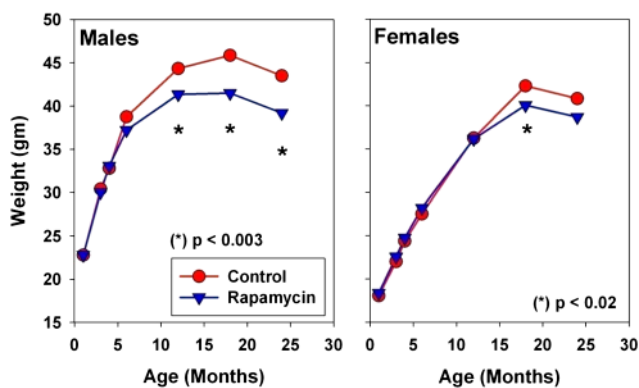 Males
Females
50
45
40
35
30
25
20
15
Weight (gm)
* * *
*
(*) p < 0.003
Control
Rapamycin
(*) p < 0.02
0 5 10 15 20 25 30
0 5 10 15 20 25 30
Age (Months)
Age (Months)